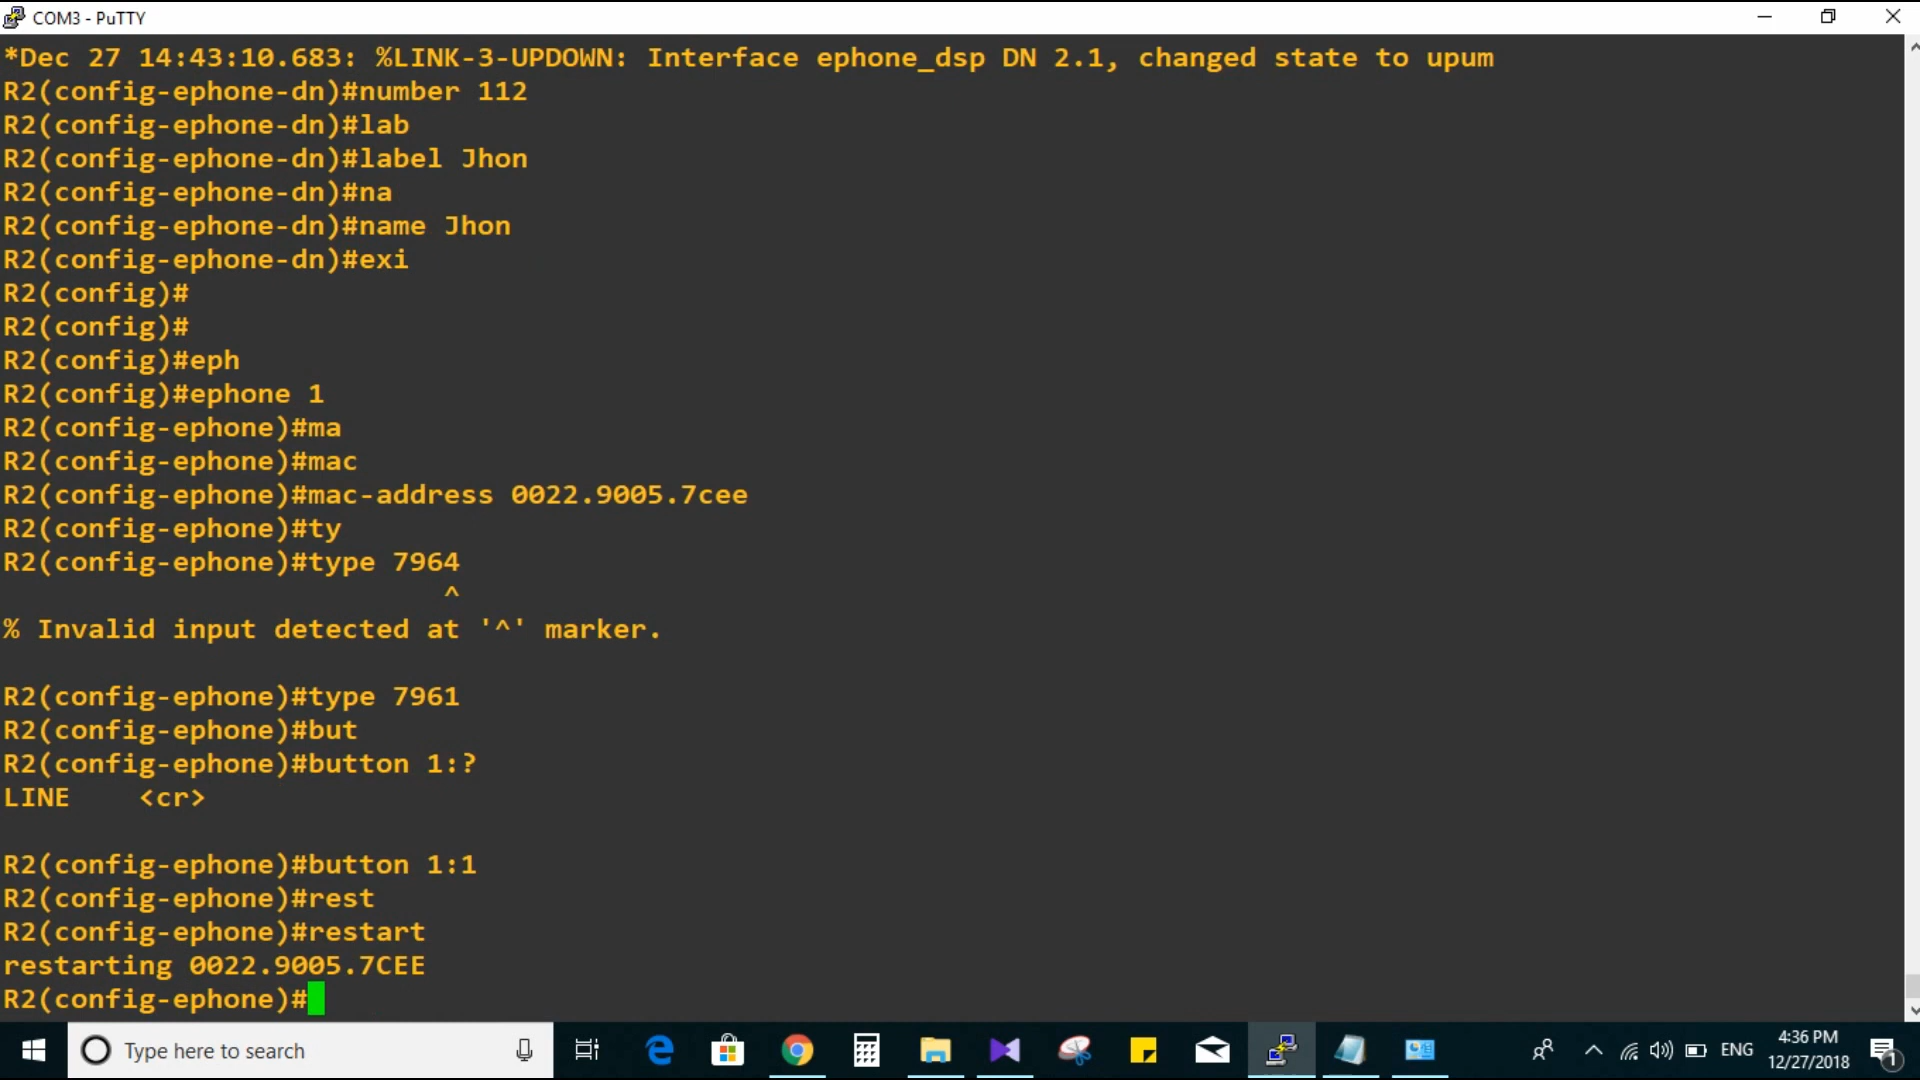 COM3 - PuTTY
*Dec 27 14:43:10.683: %LINK-3-UPDOWN: Interface ephone_dsp DN 2.1, changed state to upum
R2(config-ephone-dn)#number 112
R2(config-ephone-dn)#lab
R2(config-ephone-dn)#label Jhon
R2(config-ephone-dn)#na
R2(config-ephone-dn)#name Jhon
R2(config-ephone-dn)#exi
R2(config)#
R2(config)#
R2(config)#eph
R2(config)#ephone 1
R2(config-ephone)#ma
R2(config-ephone)#mac
R2(config-ephone)#mac-address 0022.9005.7cee
R2(config-ephone)#ty
R2(config-ephone)#type 7964
^
% Invalid input detected at '^' marker.
R2(config-ephone)#type 7961
R2(config-ephone)#but
R2(config-ephone)#button 1:?
LINE    <cr>
R2(config-ephone)#button 1:1
R2(config-ephone)#rest
R2(config-ephone)#restart
restarting 0022.9005.7CEE
R2(config-ephone)#
Type here to search
ENG
4:36 PM
12/27/2018
1